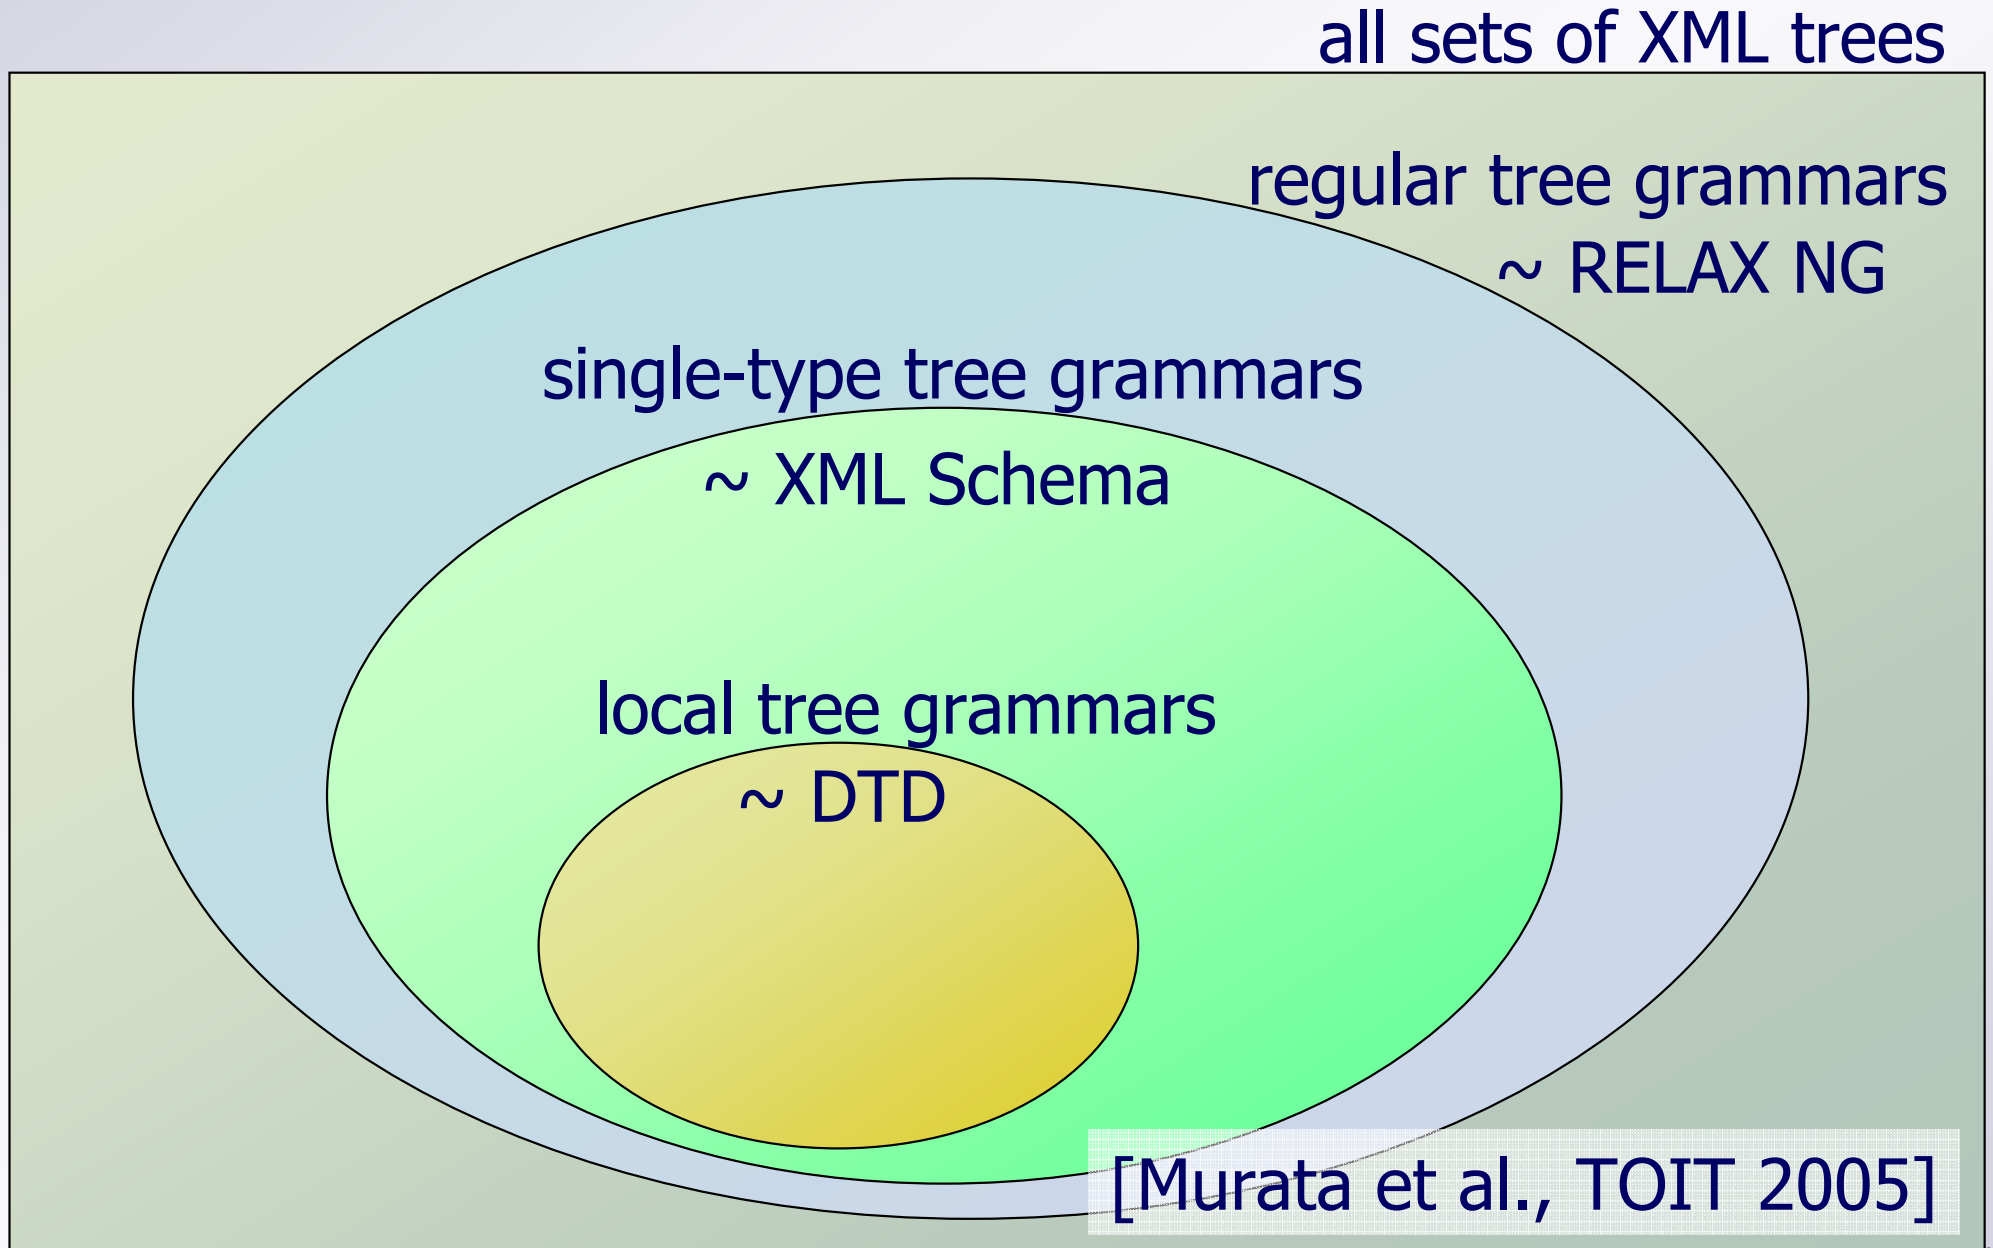 all sets of XML trees
regular tree grammars
~ RELAX NG
single-type tree grammars
~ XML Schema
local tree grammars
~ DTD
[Murata et al., TOIT 2005]